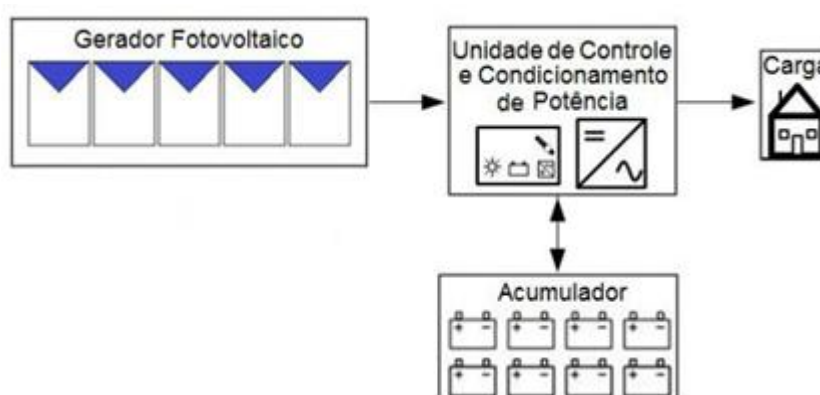 Gerador Fotovoltaico
Unidade de Controle
e Condicionamento
de Potência
Carga
Acumulador